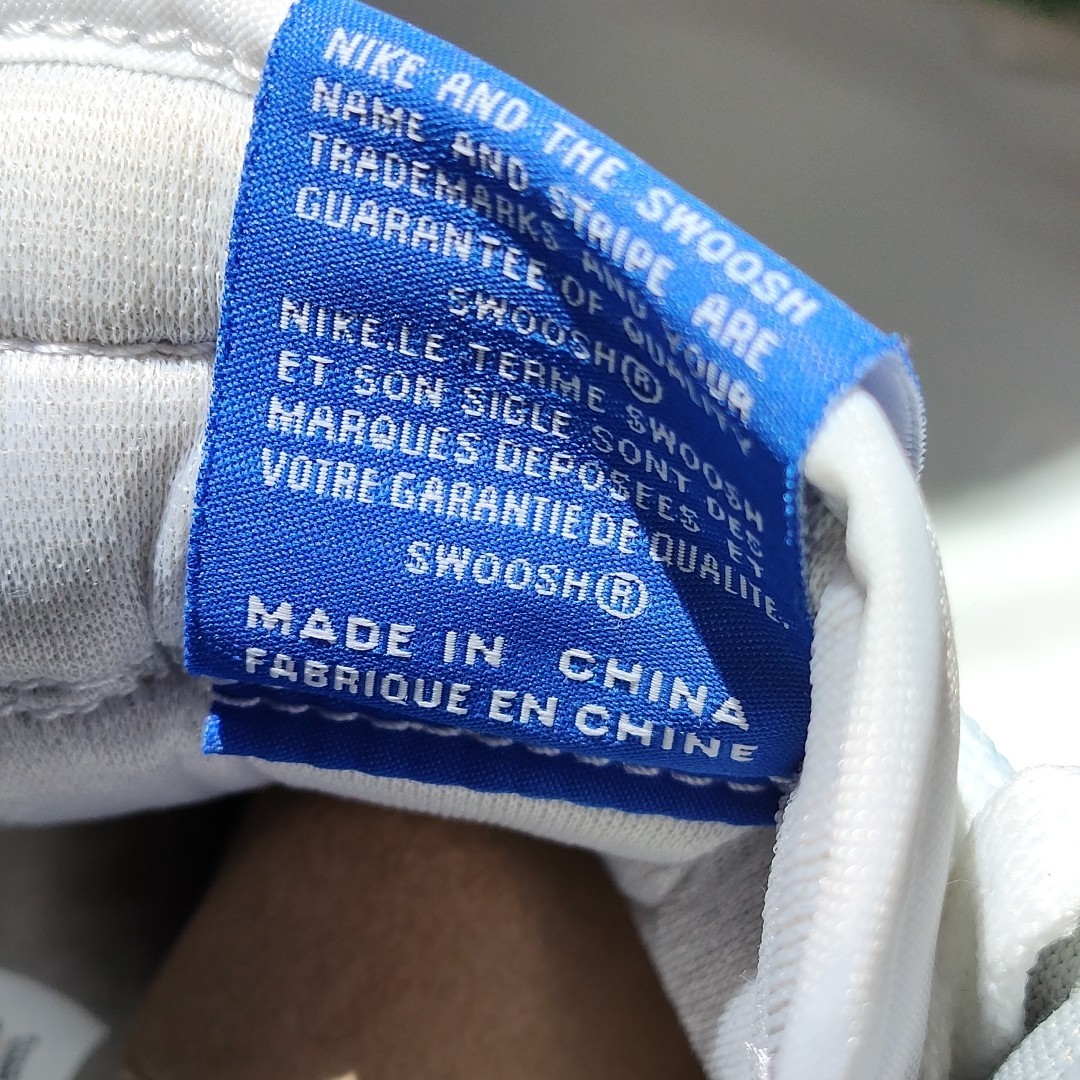 NIKE AND THE SWOOSH
NAME AND STRIPE ARE
TRADEMARKS AND YOUR
GUARANTEE OF QUALITY
SWOOSH®
NIKE.LE TERME SWOOSH
ET SON SIGLE SONT DES
MARQUES DEPOSEES ET
VOTRE GARANTIE DE QUALITE.
SWOOSH®
MADE IN CHINA
FABRIQUE EN CHINE